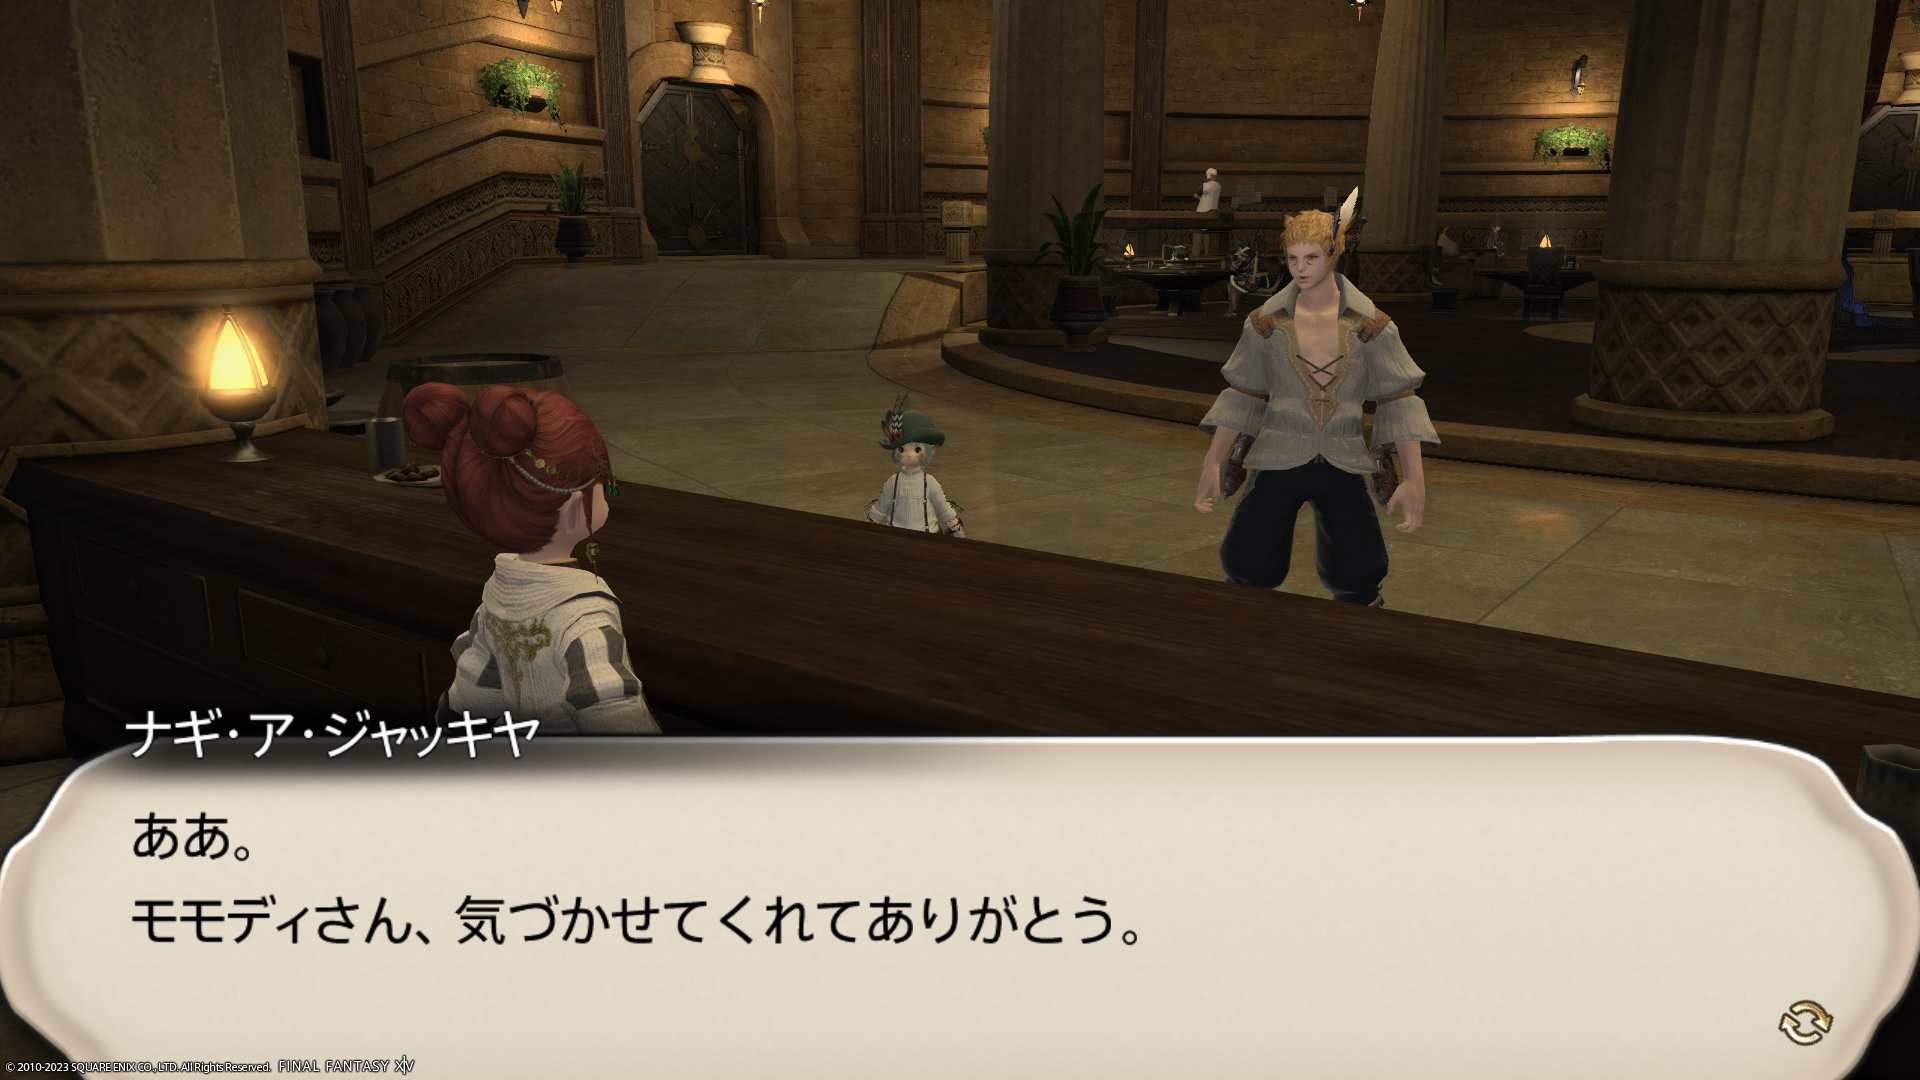 ナギ・ア・ジャッキヤ
ああ。
モモディさん、気づかせてくれてありがとう。
© 2010-2023 SQUARE ENIX CO., LTD. All Rights Reserved. FINAL FANTASY XIV